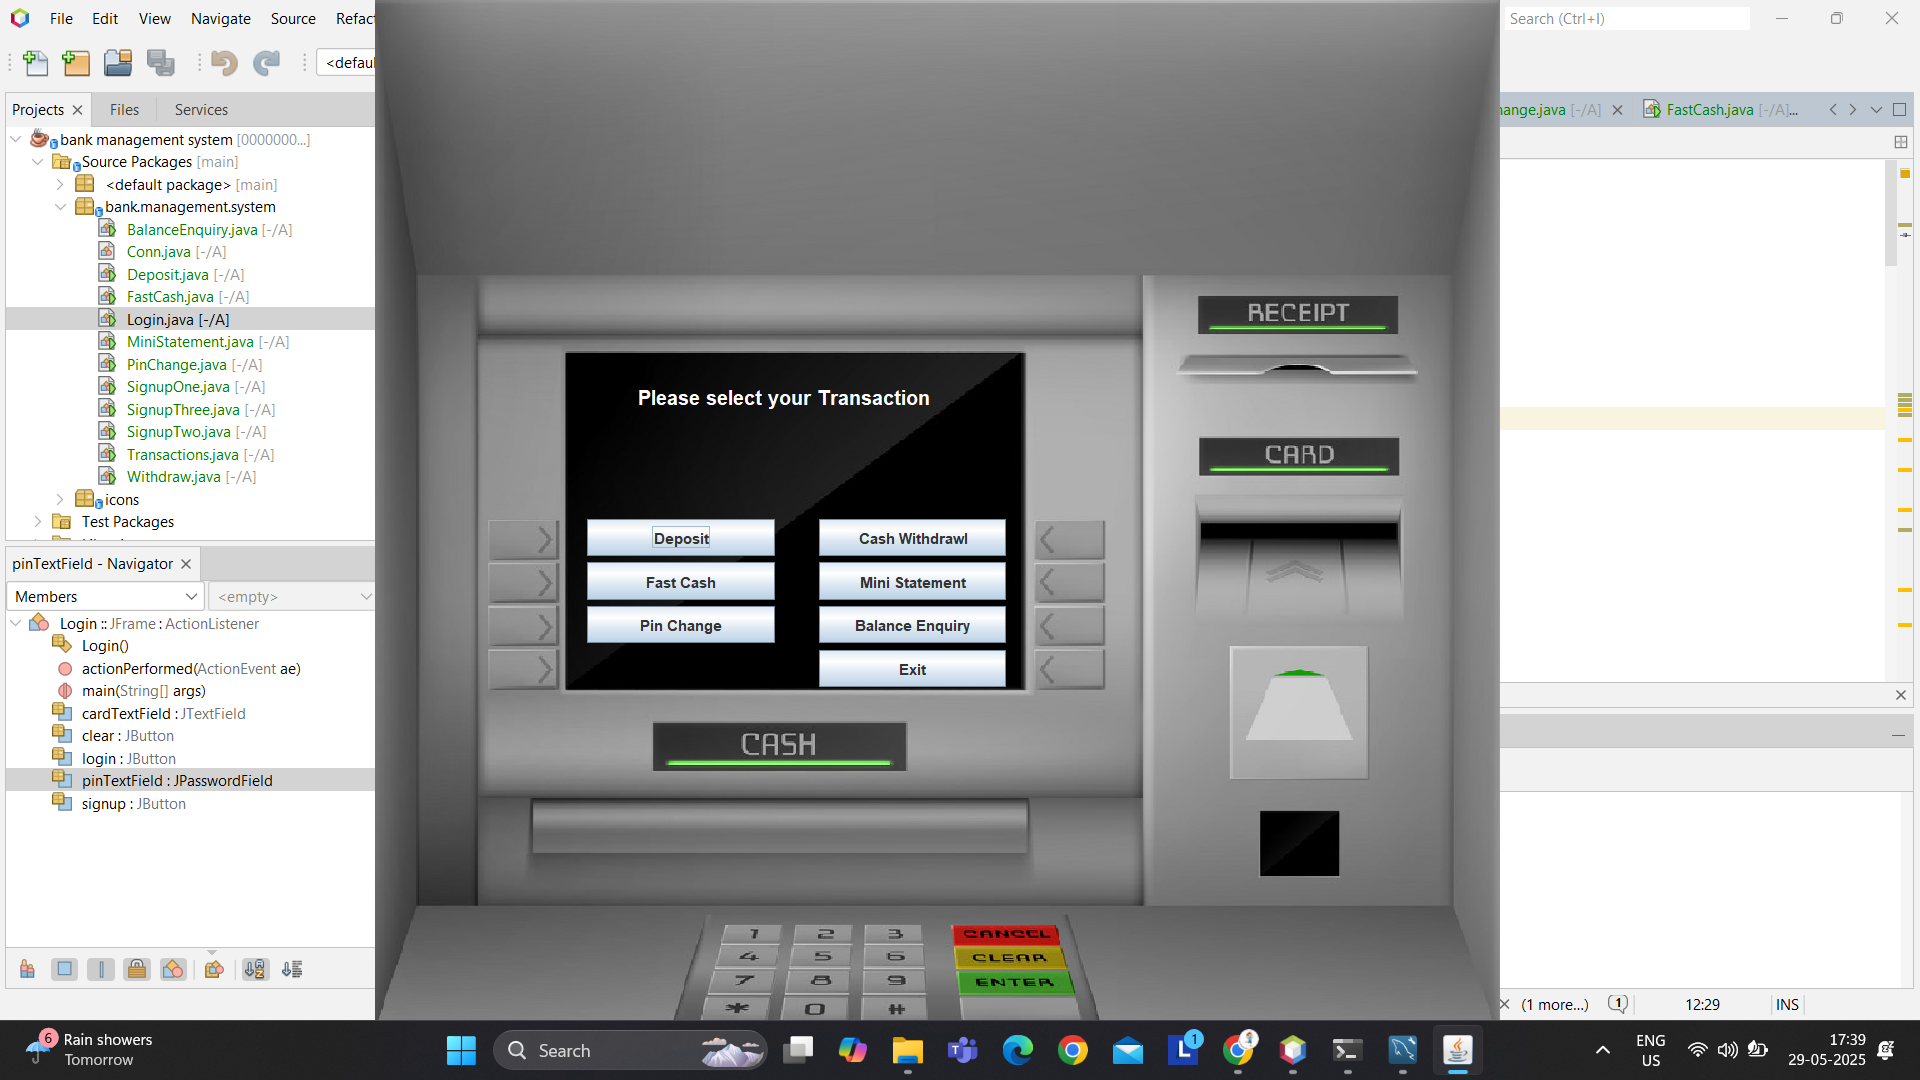 File Edit View Navigate Source Refact
Search (Ctrl+I)
<defaul
Projects Files Services
ange.java [-/A] FastCash.java [-/A]...
bank management system [0000000...]
Source Packages [main]
<default package> [main]
bank.management.system
BalanceEnquiry.java [-/A]
Conn.java [-/A]
Deposit.java [-/A]
FastCash.java [-/A]
Login.java [-/A]
MiniStatement.java [-/A]
PinChange.java [-/A]
SignupOne.java [-/A]
SignupThree.java [-/A]
SignupTwo.java [-/A]
Transactions.java [-/A]
Withdraw.java [-/A]
icons
Test Packages
pinTextField - Navigator
Members <empty>
Login :: JFrame : ActionListener
Login()
actionPerformed(ActionEvent ae)
main(String[] args)
cardTextField : JTextField
clear : JButton
login : JButton
pinTextField : JPasswordField
signup : JButton
Please select your Transaction
Deposit Cash Withdrawl
Fast Cash Mini Statement
Pin Change Balance Enquiry
Exit
CASH
RECEIPT
CARD
1 2 3 CANCEL
4 5 6 CLEAR
7 8 9 ENTER
* 0 #
(1 more...) 1 12:29 INS
6 Rain showers
Tomorrow
Search
1
ENG
US
17:39
29-05-2025